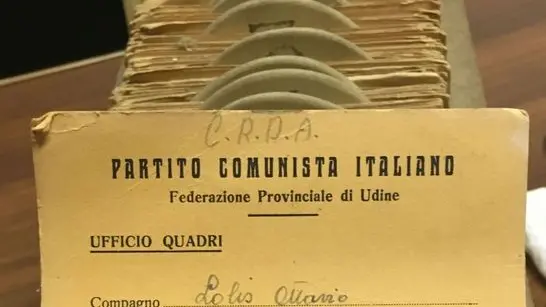 C.R.D.A.
PARTITO COMUNISTA ITALIANO
Federazione Provinciale di Udine
UFFICIO QUADRI
Compagno Lolis Ottavio